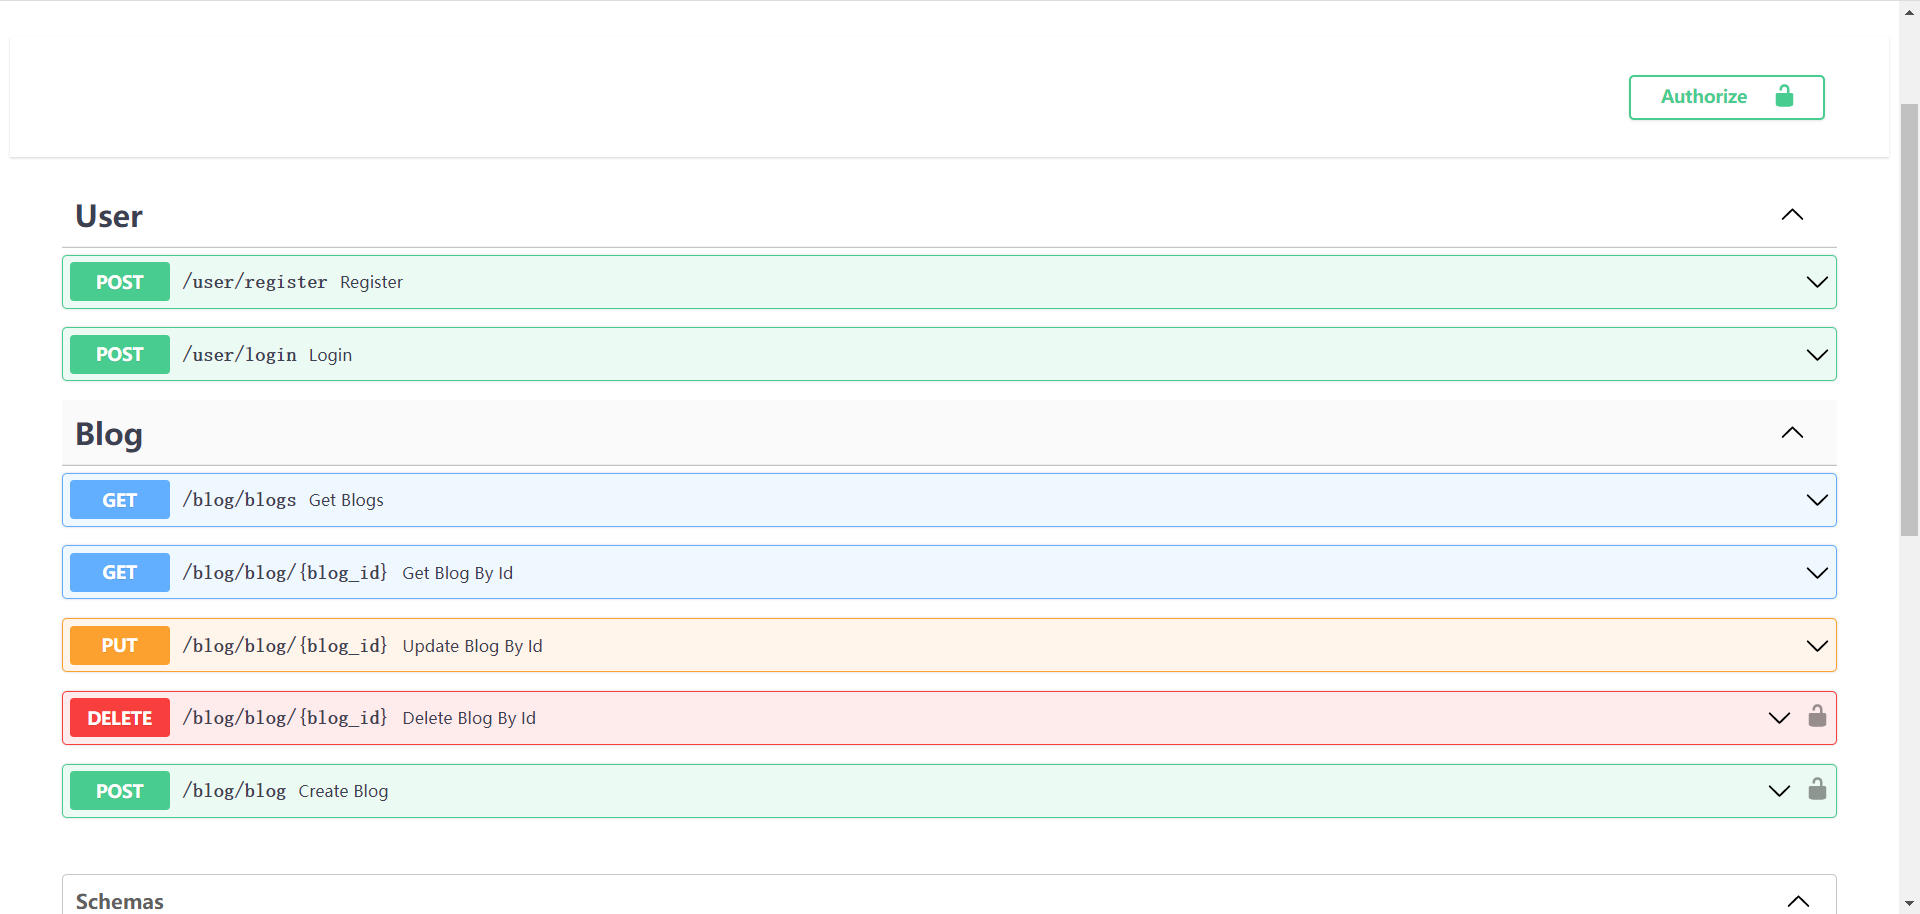 Authorize
User
POST /user/register Register
POST /user/login Login
Blog
GET /blog/blogs Get Blogs
GET /blog/blog/{blog_id} Get Blog By Id
PUT /blog/blog/{blog_id} Update Blog By Id
DELETE /blog/blog/{blog_id} Delete Blog By Id
POST /blog/blog Create Blog
Schemas